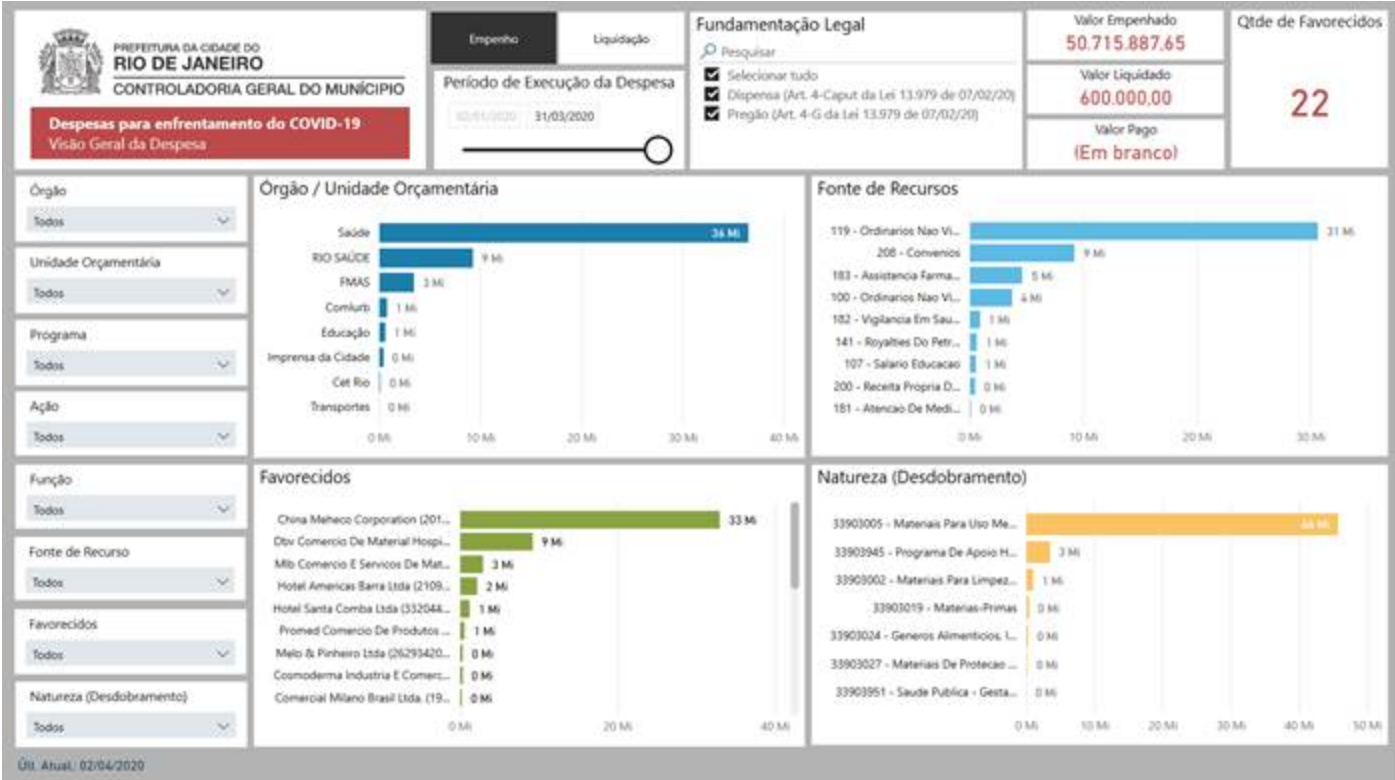 PREFEITURA DA CIDADE DO
RIO DE JANEIRO
CONTROLADORIA GERAL DO MUNÍCIPIO
Despesas para enfrentamento do COVID-19
Visão Geral da Despesa
Empenho
Liquidação
Período de Execução da Despesa
02/01/2020 31/03/2020
Fundamentação Legal
Pesquisar
Selecionar tudo
Dispensa (Art. 4-Caput da Lei 13.979 de 07/02/20)
Pregão (Art. 4-G da Lei 13.979 de 07/02/20)
Valor Empenhado
50.715.887,65
Valor Liquidado
600.000,00
Valor Pago
(Em branco)
Qtde de Favorecidos
22
Órgão
Todos
Unidade Orçamentária
Todos
Programa
Todos
Ação
Todos
Função
Todos
Fonte de Recurso
Todos
Favorecidos
Todos
Natureza (Desdobramento)
Todos
Órgão / Unidade Orçamentária
Saúde 36 Mi
RIO SAÚDE 9 Mi
FMAS 3 Mi
Comlurb 1 Mi
Educação 1 Mi
Imprensa da Cidade 0 Mi
Cet Rio 0 Mi
Transportes 0 Mi
0 Mi 10 Mi 20 Mi 30 Mi 40 Mi
Fonte de Recursos
119 - Ordinarios Nao Vi... 31 Mi
208 - Convenios 9 Mi
183 - Assistencia Farma... 5 Mi
100 - Ordinarios Nao Vi... 4 Mi
182 - Vigilancia Em Sau... 1 Mi
141 - Royalties Do Petr... 1 Mi
107 - Salario Educacao 1 Mi
200 - Receita Propria D... 0 Mi
181 - Atencao De Medi... 0 Mi
0 Mi 10 Mi 20 Mi 30 Mi
Favorecidos
China Meheco Corporation (201... 33 Mi
Dbv Comercio De Material Hospi... 9 Mi
Mlb Comercio E Servicos De Mat... 3 Mi
Hotel Americas Barra Ltda (2109... 2 Mi
Hotel Santa Comba Ltda (332044... 1 Mi
Promed Comercio De Produtos ... 1 Mi
Melo & Pinheiro Ltda (26293420... 0 Mi
Cosmoderma Industria E Comerc... 0 Mi
Comercial Milano Brasil Ltda. (19... 0 Mi
0 Mi 20 Mi 40 Mi
Natureza (Desdobramento)
33903005 - Materiais Para Uso Me... Mi
33903945 - Programa De Apoio H... 3 Mi
33903002 - Materiais Para Limpez... 1 Mi
33903019 - Materias-Primas 0 Mi
33903024 - Generos Alimenticios, I... 0 Mi
33903027 - Materiais De Protecao ... 0 Mi
33903951 - Saude Publica - Gesta... 0 Mi
0 Mi 10 Mi 20 Mi 30 Mi 40 Mi 50 Mi
Últ. Atual.: 02/04/2020